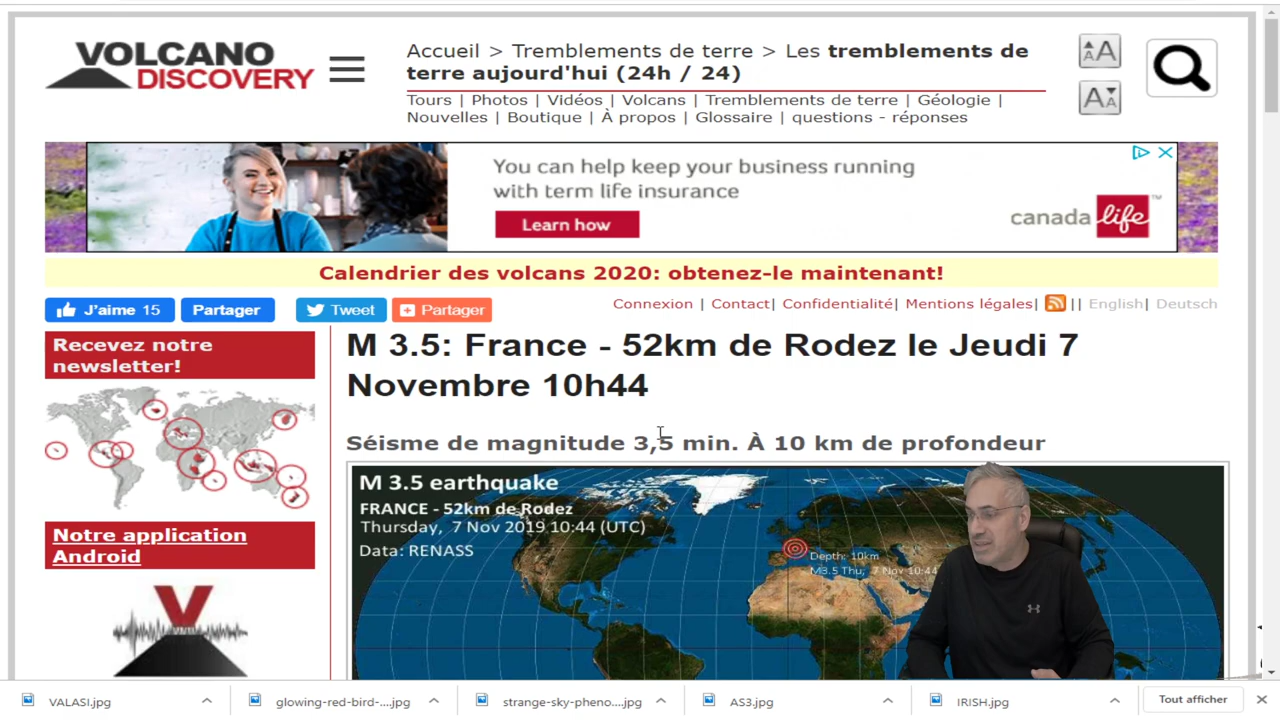 VOLCANO
DISCOVERY
Accueil > Tremblements de terre > Les tremblements de
terre aujourd'hui (24h / 24)
Tours | Photos | Vidéos | Volcans | Tremblements de terre | Géologie |
Nouvelles | Boutique | À propos | Glossaire | questions - réponses
AA
AA
You can help keep your business running
with term life insurance
Learn how
canada life™
Calendrier des volcans 2020: obtenez-le maintenant!
J'aime 15
Partager
Tweet
Partager
Connexion | Contact| Confidentialité| Mentions légales| || English| Deutsch
Recevez notre
newsletter!
M 3.5: France - 52km de Rodez le Jeudi 7
Novembre 10h44
Séisme de magnitude 3,5 min. À 10 km de profondeur
M 3.5 earthquake
FRANCE - 52km de Rodez
Thursday, 7 Nov 2019 10:44 (UTC)
Data: RENASS
Depth: 10km
M3.5 Thu, 7 Nov 10:44
Notre application
Android
VALASI.jpg
glowing-red-bird-....jpg
strange-sky-pheno....jpg
AS3.jpg
IRISH.jpg
Tout afficher